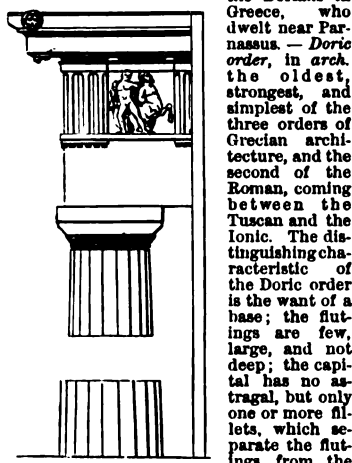 Greece, who
dwelt near Par-
nassus. — Doric
order, in arch.
the oldest,
strongest, and
simplest of the
three orders of
Grecian archi-
tecture, and the
second of the
Roman, coming
between the
Tuscan and the
Ionic. The dis-
tinguishing cha-
racteristic of
the Doric order
is the want of a
base; the flut-
ings are few,
large, and not
deep; the capi-
tal has no as-
tragal, but only
one or more fil-
lets, which se-
parate the flut-
ings from the